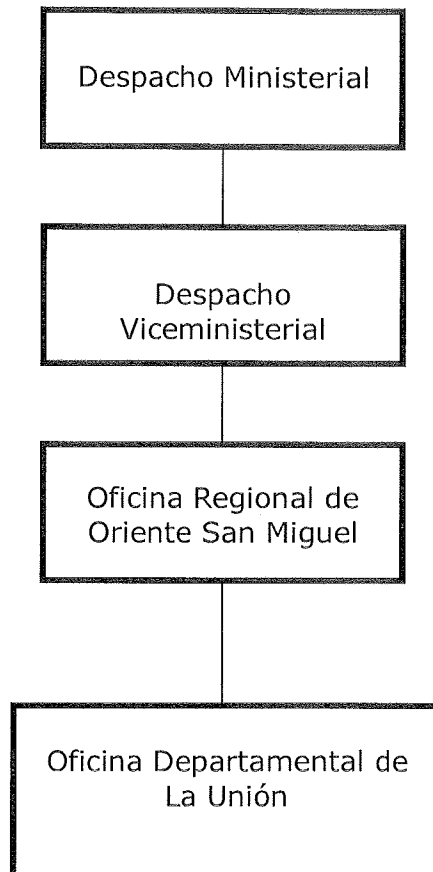 Despacho Ministerial
Despacho
Viceministerial
Oficina Regional de
Oriente San Miguel
Oficina Departamental de
La Unión